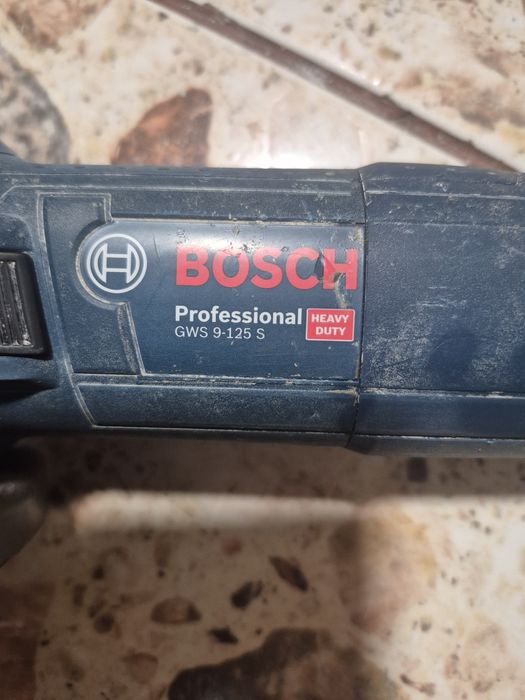 BOSCH
Professional
HEAVY
DUTY
GWS 9-125 S